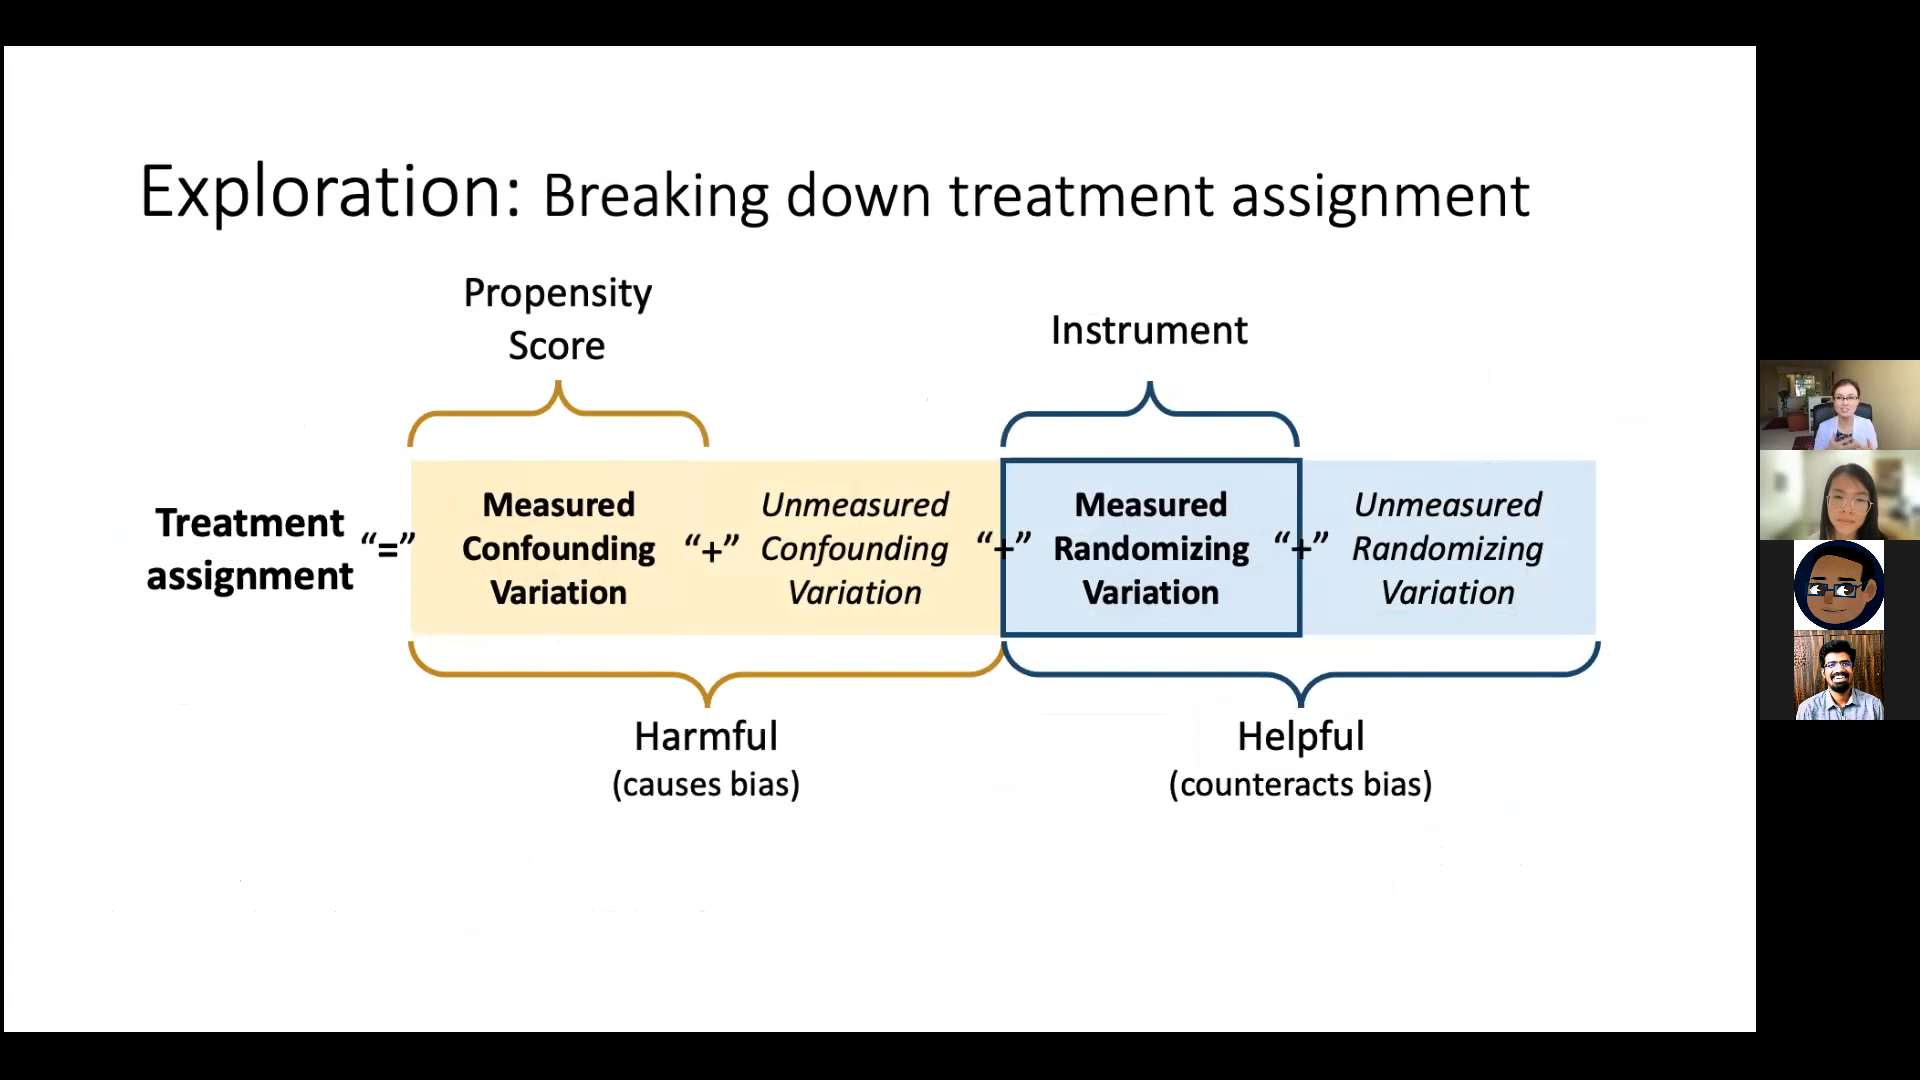 Exploration: Breaking down treatment assignment
Propensity
Score
Instrument
Treatment
assignment
“=”
Measured
Confounding
Variation
“+”
Unmeasured
Confounding
Variation
“+”
Measured
Randomizing
Variation
“+”
Unmeasured
Randomizing
Variation
Harmful
(causes bias)
Helpful
(counteracts bias)